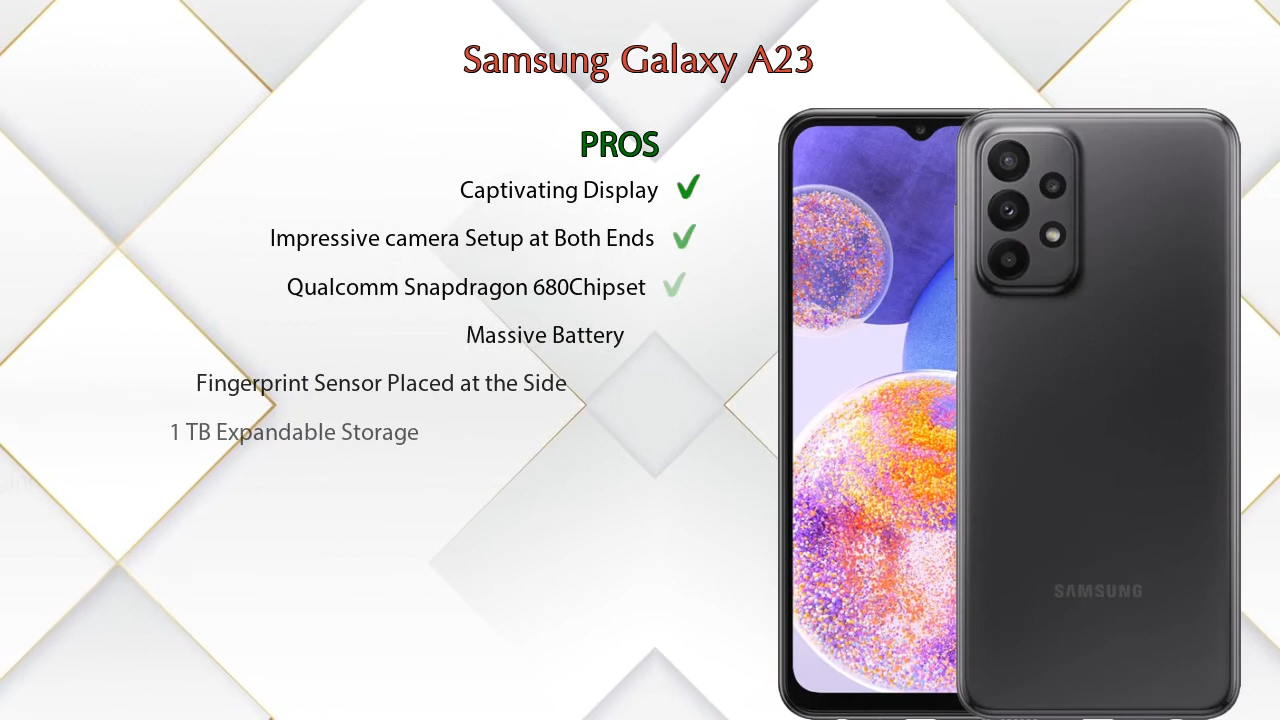 Samsung Galaxy A23
PROS
Captivating Display
Impressive camera Setup at Both Ends
Qualcomm Snapdragon 680Chipset
Massive Battery
Fingerprint Sensor Placed at the Side
1 TB Expandable Storage
SAMSUNG